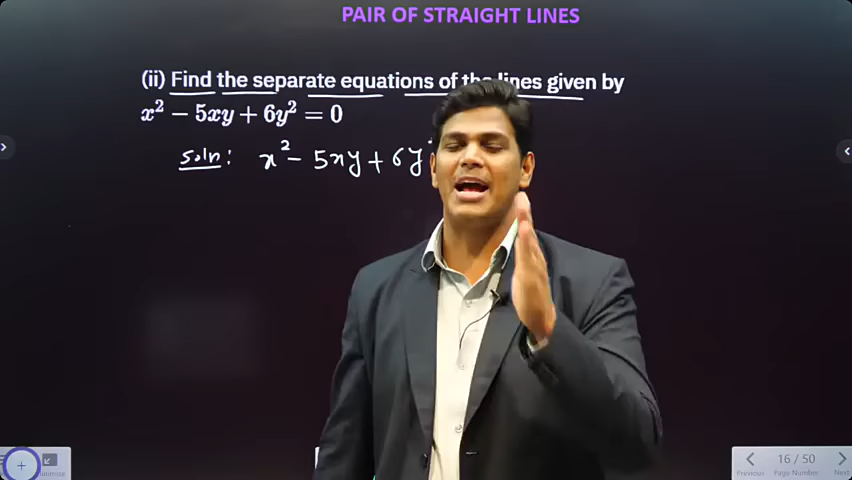 PAIR OF STRAIGHT LINES
(ii) Find the separate equations of the lines given by
x² − 5xy + 6y² = 0
Soln : x² − 5xy + 6y
16 / 50
Previous Page Number Next